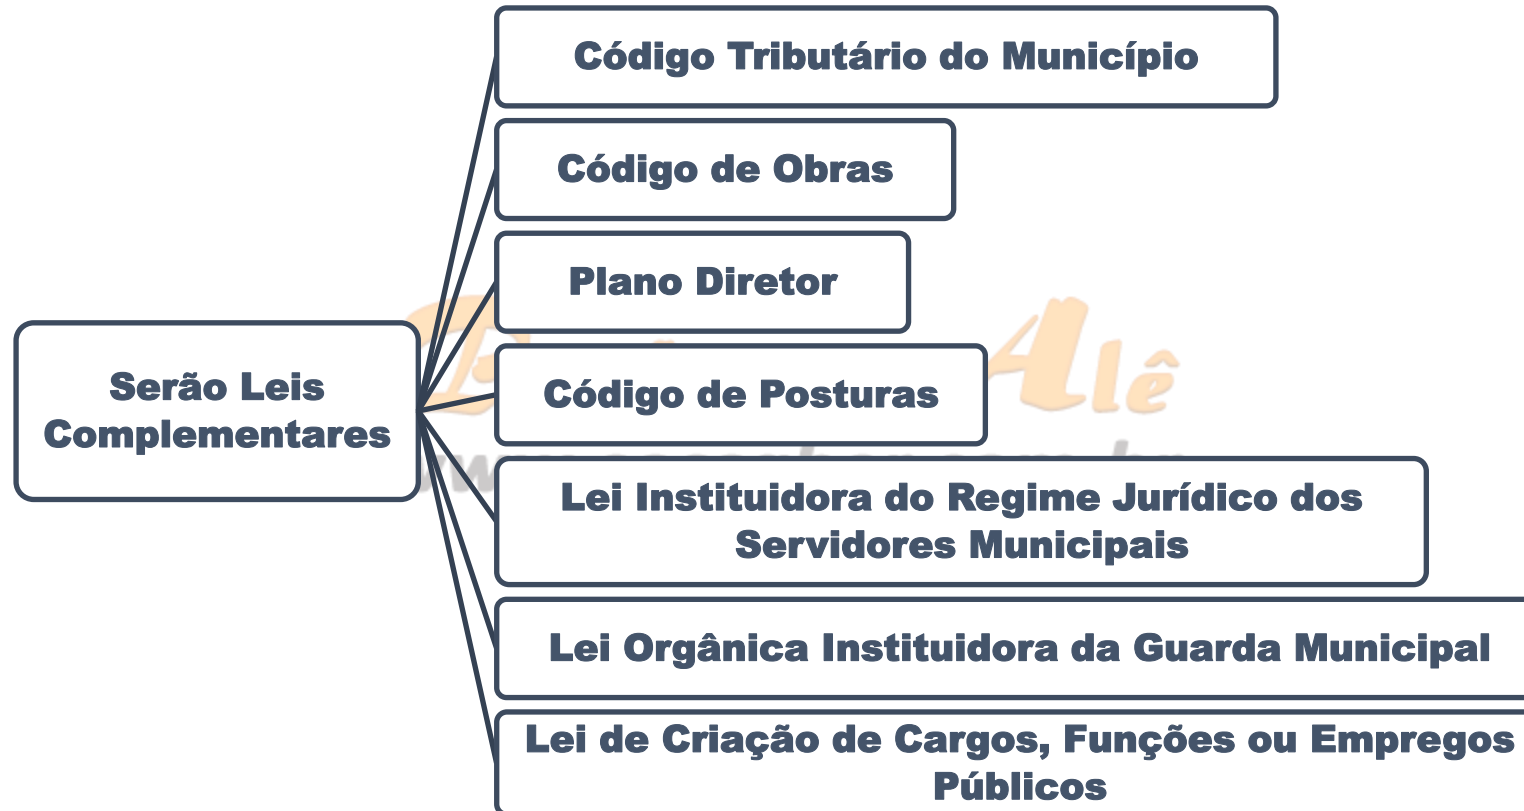 Código Tributário do Município
Código de Obras
Plano Diretor
Serão Leis
Complementares
Código de Posturas
Lei Instituidora do Regime Jurídico dos
Servidores Municipais
Lei Orgânica Instituidora da Guarda Municipal
Lei de Criação de Cargos, Funções ou Empregos
Públicos
Alê